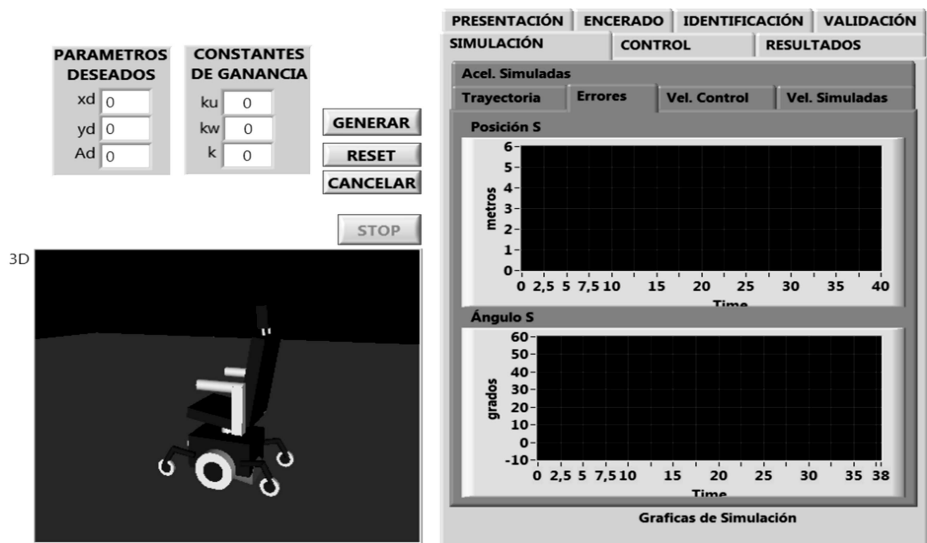 PARAMETROS
DESEADOS
xd 0
yd 0
Ad 0
CONSTANTES
DE GANANCIA
ku 0
kw 0
k 0
GENERAR
RESET
CANCELAR
STOP
3D
PRESENTACIÓN ENCERADO IDENTIFICACIÓN VALIDACIÓN
SIMULACIÓN CONTROL RESULTADOS
Acel. Simuladas
Trayectoria Errores Vel. Control Vel. Simuladas
Posición S
metros
6
5
4
3
2
1
0
0 2,5 5 7,5 10 15 20 25 30 35 40
Time
Ángulo S
grados
60
50
40
30
20
10
0
-10
0 2,5 5 7,5 10 15 20 25 30 35 38
Time
Graficas de Simulación